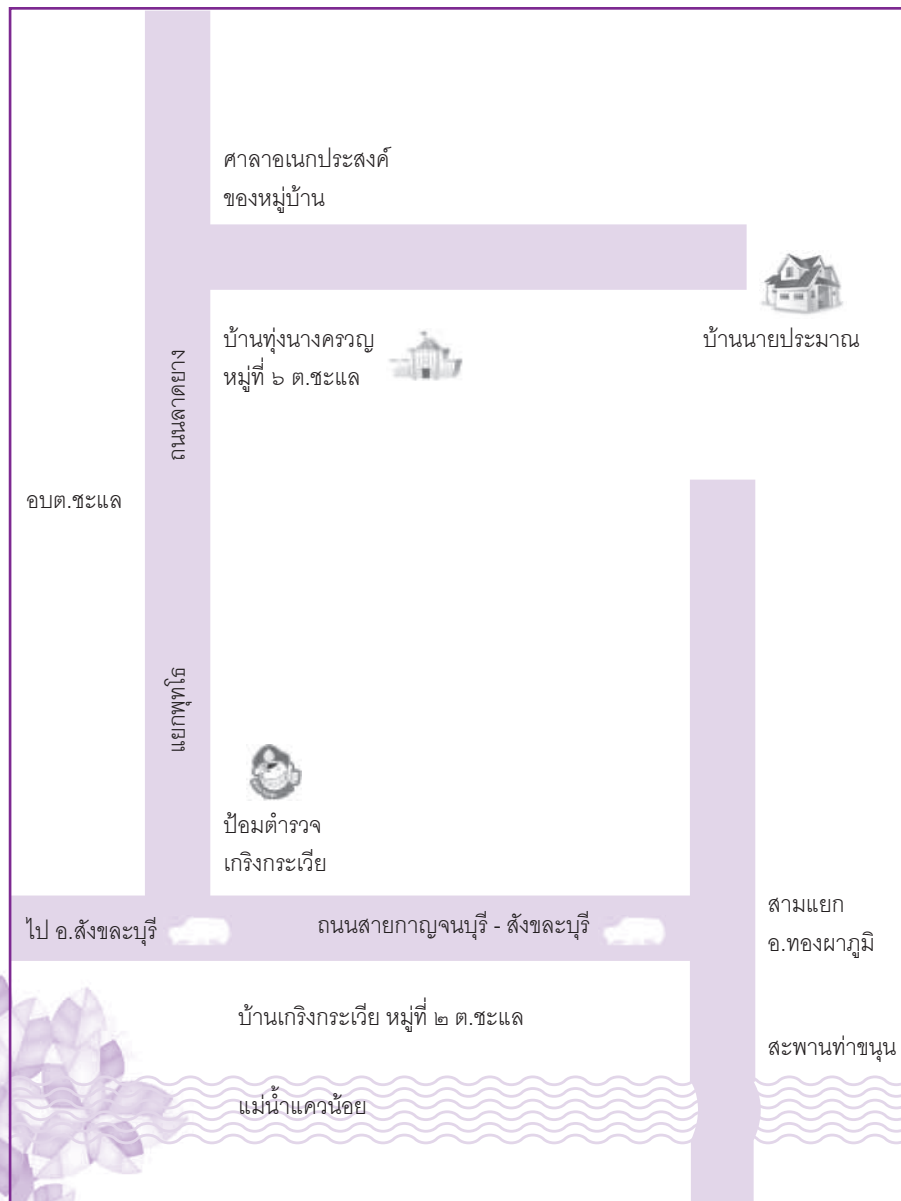 ศาลาอเนกประสงค์
ของหมู่บ้าน
บ้านทุ่งนางครวญ
หมู่ที่ ๖ ต.ชะแล
บ้านนายประมาณ
ถนนลาดยาง
อบต.ชะแล
แยกพุทโธ
ป้อมตำรวจ
เกริงกระเวีย
ไป อ.สังขละบุรี
ถนนสายกาญจนบุรี - สังขละบุรี
สามแยก
อ.ทองผาภูมิ
บ้านเกริงกระเวีย หมู่ที่ ๒ ต.ชะแล
สะพานท่าขนุน
แม่น้ำแควน้อย